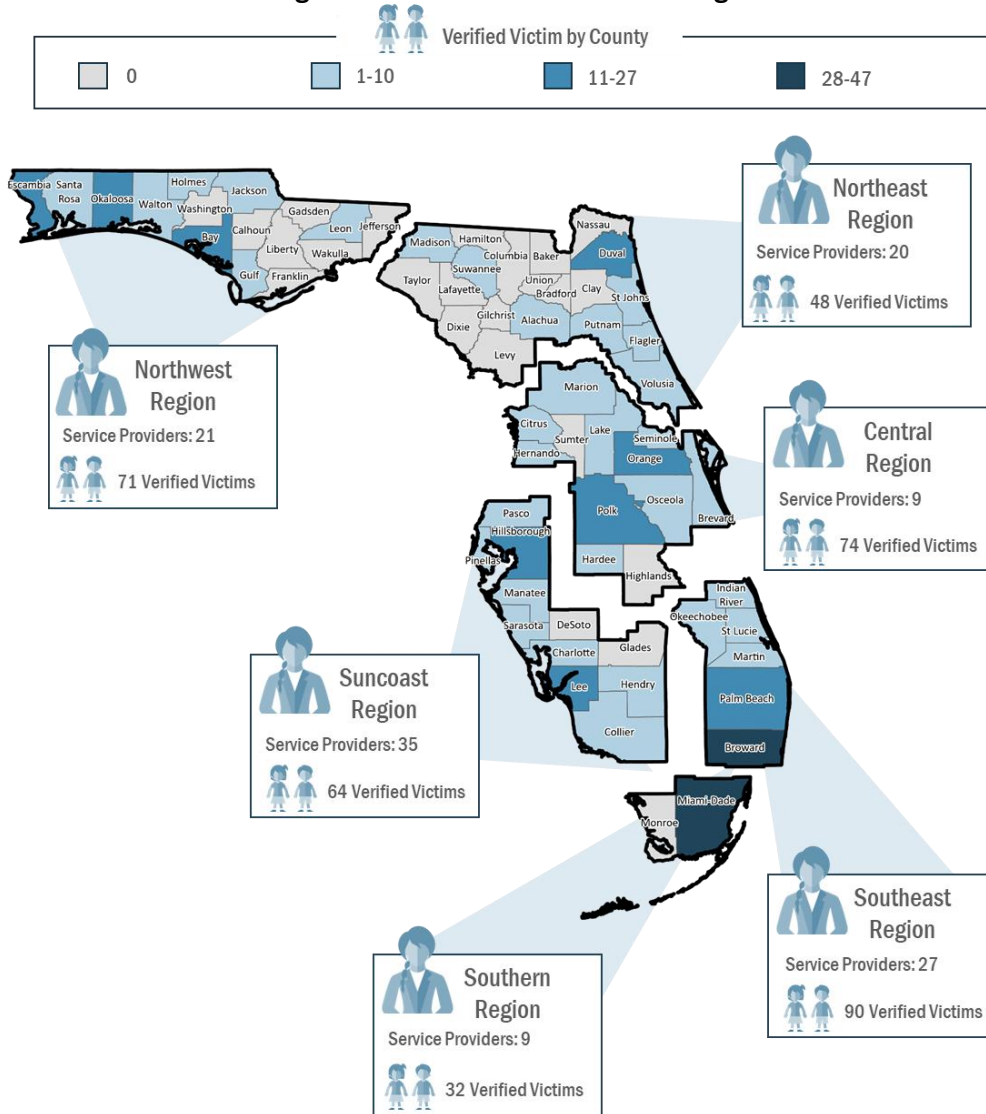 Verified Victim by County
0
1-10
11-27
28-47
Escambia
Santa
Rosa
Okaloosa
Walton
Holmes
Washington
Bay
Jackson
Calhoun
Gulf
Gadsden
Liberty
Franklin
Leon
Wakulla
Jefferson
Madison
Hamilton
Suwannee
Columbia
Baker
Nassau
Duval
Taylor
Lafayette
Union
Bradford
Clay
St Johns
Dixie
Gilchrist
Alachua
Putnam
Flagler
Levy
Volusia
Marion
Citrus
Sumter
Lake
Seminole
Hernando
Orange
Polk
Osceola
Brevard
Hardee
Highlands
Pasco
Hillsborough
Pinellas
Manatee
Sarasota
DeSoto
Charlotte
Glades
Lee
Hendry
Collier
Indian
River
Okeechobee
St Lucie
Martin
Palm Beach
Broward
Miami-Dade
Monroe
Northeast
Region
Service Providers: 20
48 Verified Victims
Northwest
Region
Service Providers: 21
71 Verified Victims
Central
Region
Service Providers: 9
74 Verified Victims
Suncoast
Region
Service Providers: 35
64 Verified Victims
Southeast
Region
Service Providers: 27
90 Verified Victims
Southern
Region
Service Providers: 9
32 Verified Victims